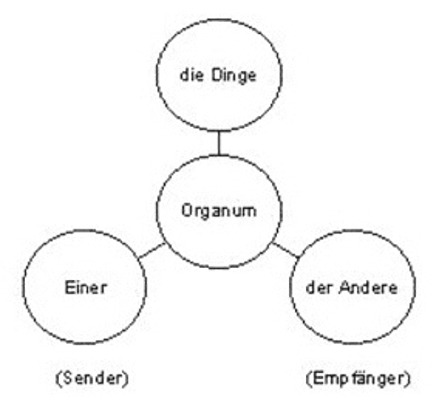 die Dinge
Organum
Einer
der Andere
(Sender)
(Empfänger)